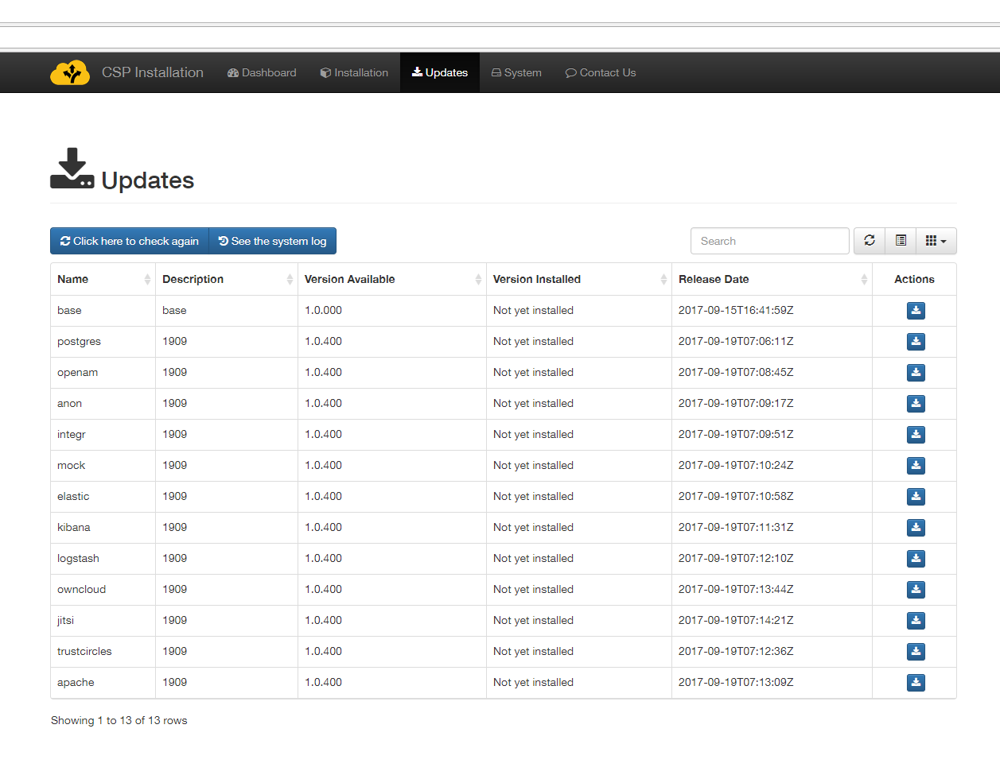 CSP Installation Dashboard Installation Updates System Contact Us
Updates
Click here to check again See the system log Search
Name Description Version Available Version Installed Release Date Actions
base base 1.0.000 Not yet installed 2017-09-15T16:41:59Z
postgres 1909 1.0.400 Not yet installed 2017-09-19T07:06:11Z
openam 1909 1.0.400 Not yet installed 2017-09-19T07:08:45Z
anon 1909 1.0.400 Not yet installed 2017-09-19T07:09:17Z
integr 1909 1.0.400 Not yet installed 2017-09-19T07:09:51Z
mock 1909 1.0.400 Not yet installed 2017-09-19T07:10:24Z
elastic 1909 1.0.400 Not yet installed 2017-09-19T07:10:58Z
kibana 1909 1.0.400 Not yet installed 2017-09-19T07:11:31Z
logstash 1909 1.0.400 Not yet installed 2017-09-19T07:12:10Z
owncloud 1909 1.0.400 Not yet installed 2017-09-19T07:13:44Z
jitsi 1909 1.0.400 Not yet installed 2017-09-19T07:14:21Z
trustcircles 1909 1.0.400 Not yet installed 2017-09-19T07:12:36Z
apache 1909 1.0.400 Not yet installed 2017-09-19T07:13:09Z
Showing 1 to 13 of 13 rows